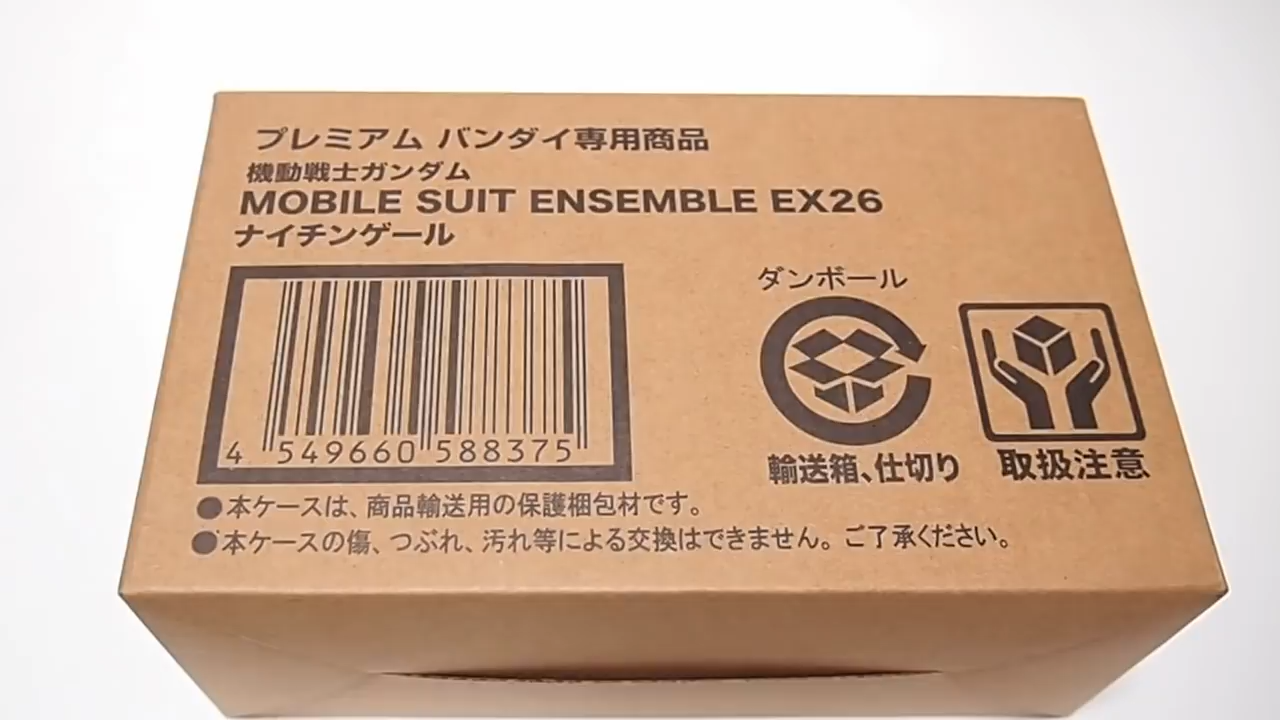 プレミアム バンダイ専用商品
機動戦士ガンダム
MOBILE SUIT ENSEMBLE EX26
ナイチンゲール
4 549660 588375
ダンボール
輸送箱、仕切り
取扱注意
●本ケースは、商品輸送用の保護梱包材です。
●本ケースの傷、つぶれ、汚れ等による交換はできません。ご了承ください。